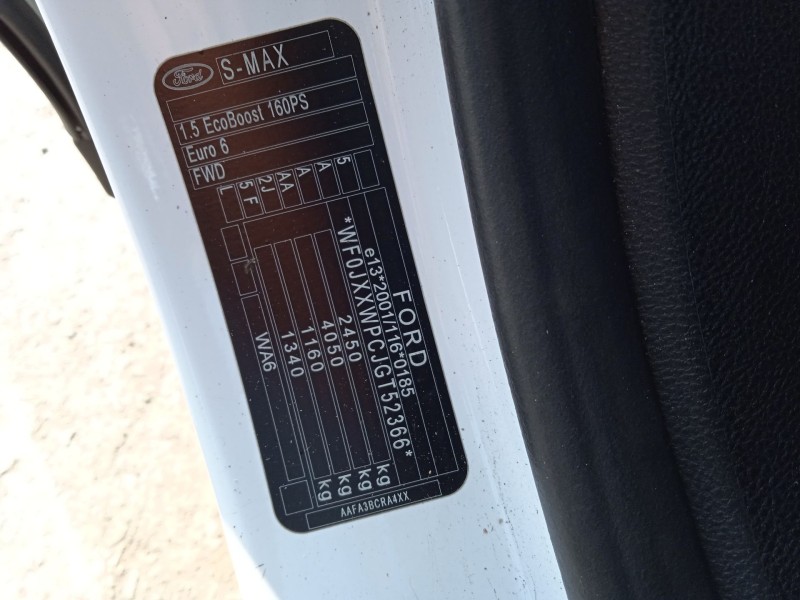 Ford
S-MAX
1.5 EcoBoost 160PS
Euro 6
FWD
L 5 F 2J AA A A 5
FORD
e13*2001/116*0185
*WF0JXXWPCJGT52366*
2450 kg
4050 kg
1160 kg
1340 kg
WA6
AAFA3BCRA4XX